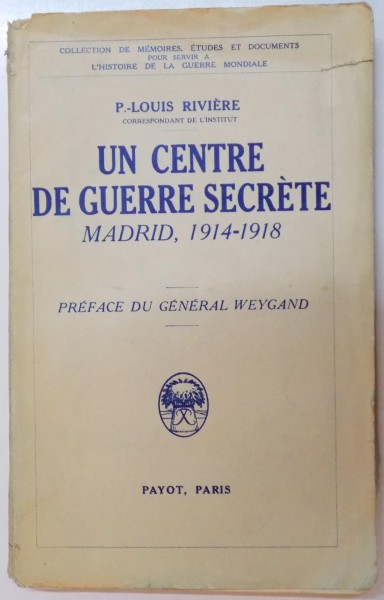 COLLECTION DE MÉMOIRES, ÉTUDES ET DOCUMENTS
POUR SERVIR A
L'HISTOIRE DE LA GUERRE MONDIALE
P.-LOUIS RIVIÈRE
CORRESPONDANT DE L'INSTITUT
UN CENTRE
DE GUERRE SECRÈTE
MADRID, 1914-1918
PRÉFACE DU GÉNÉRAL WEYGAND
PAYOT, PARIS